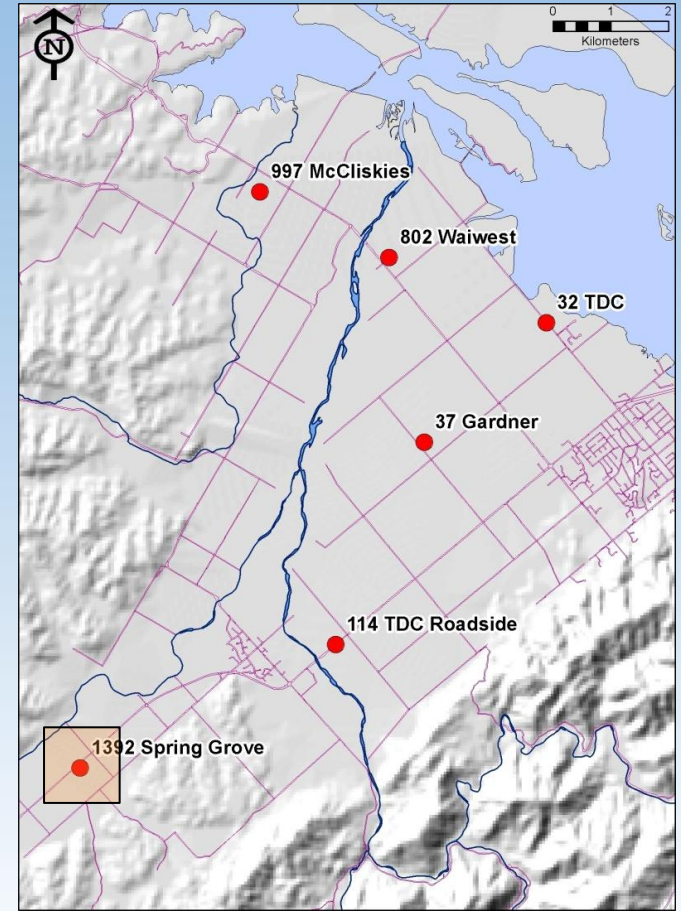 N
0 1 2
Kilometers
997 McCliskies
802 Waiwest
32 TDC
37 Gardner
114 TDC Roadside
1392 Spring Grove